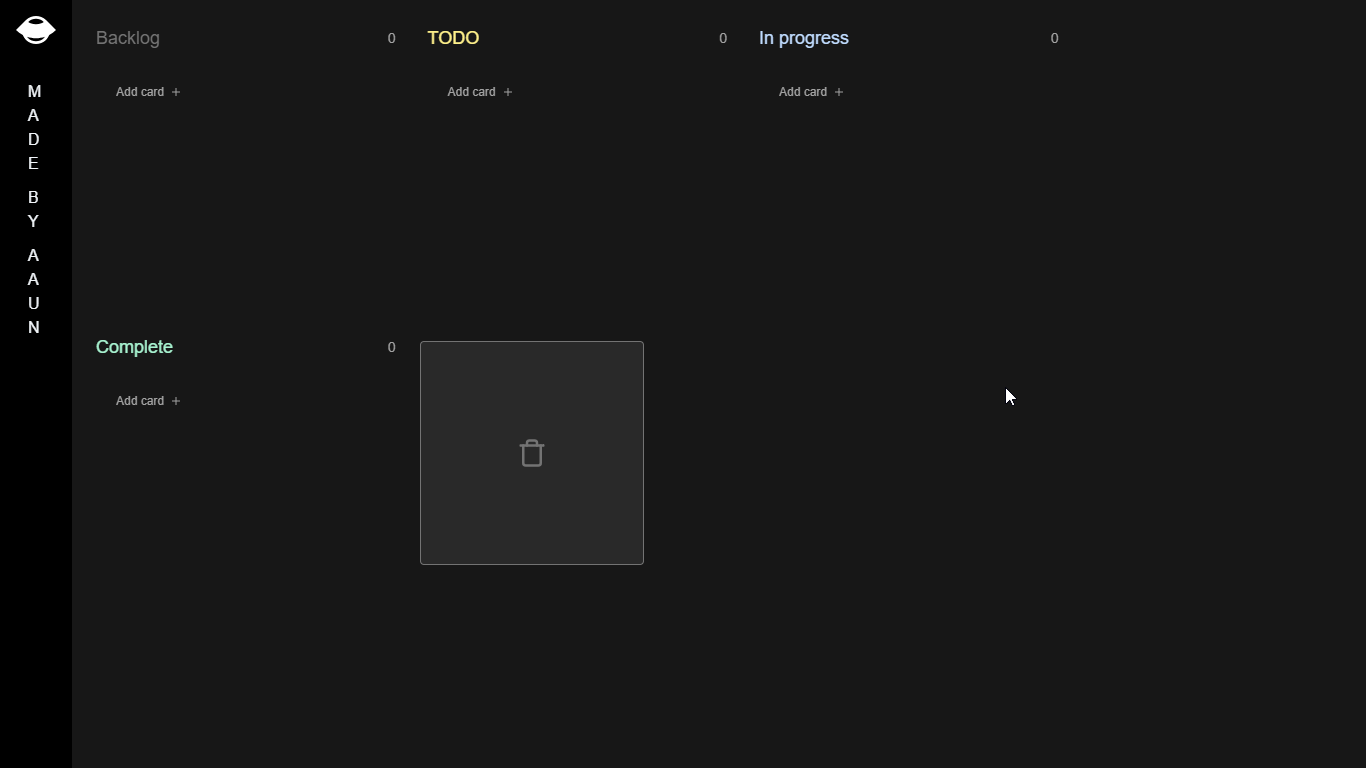 MADE BY AAUN
Backlog 0
Add card +
TODO 0
Add card +
In progress 0
Add card +
Complete 0
Add card +